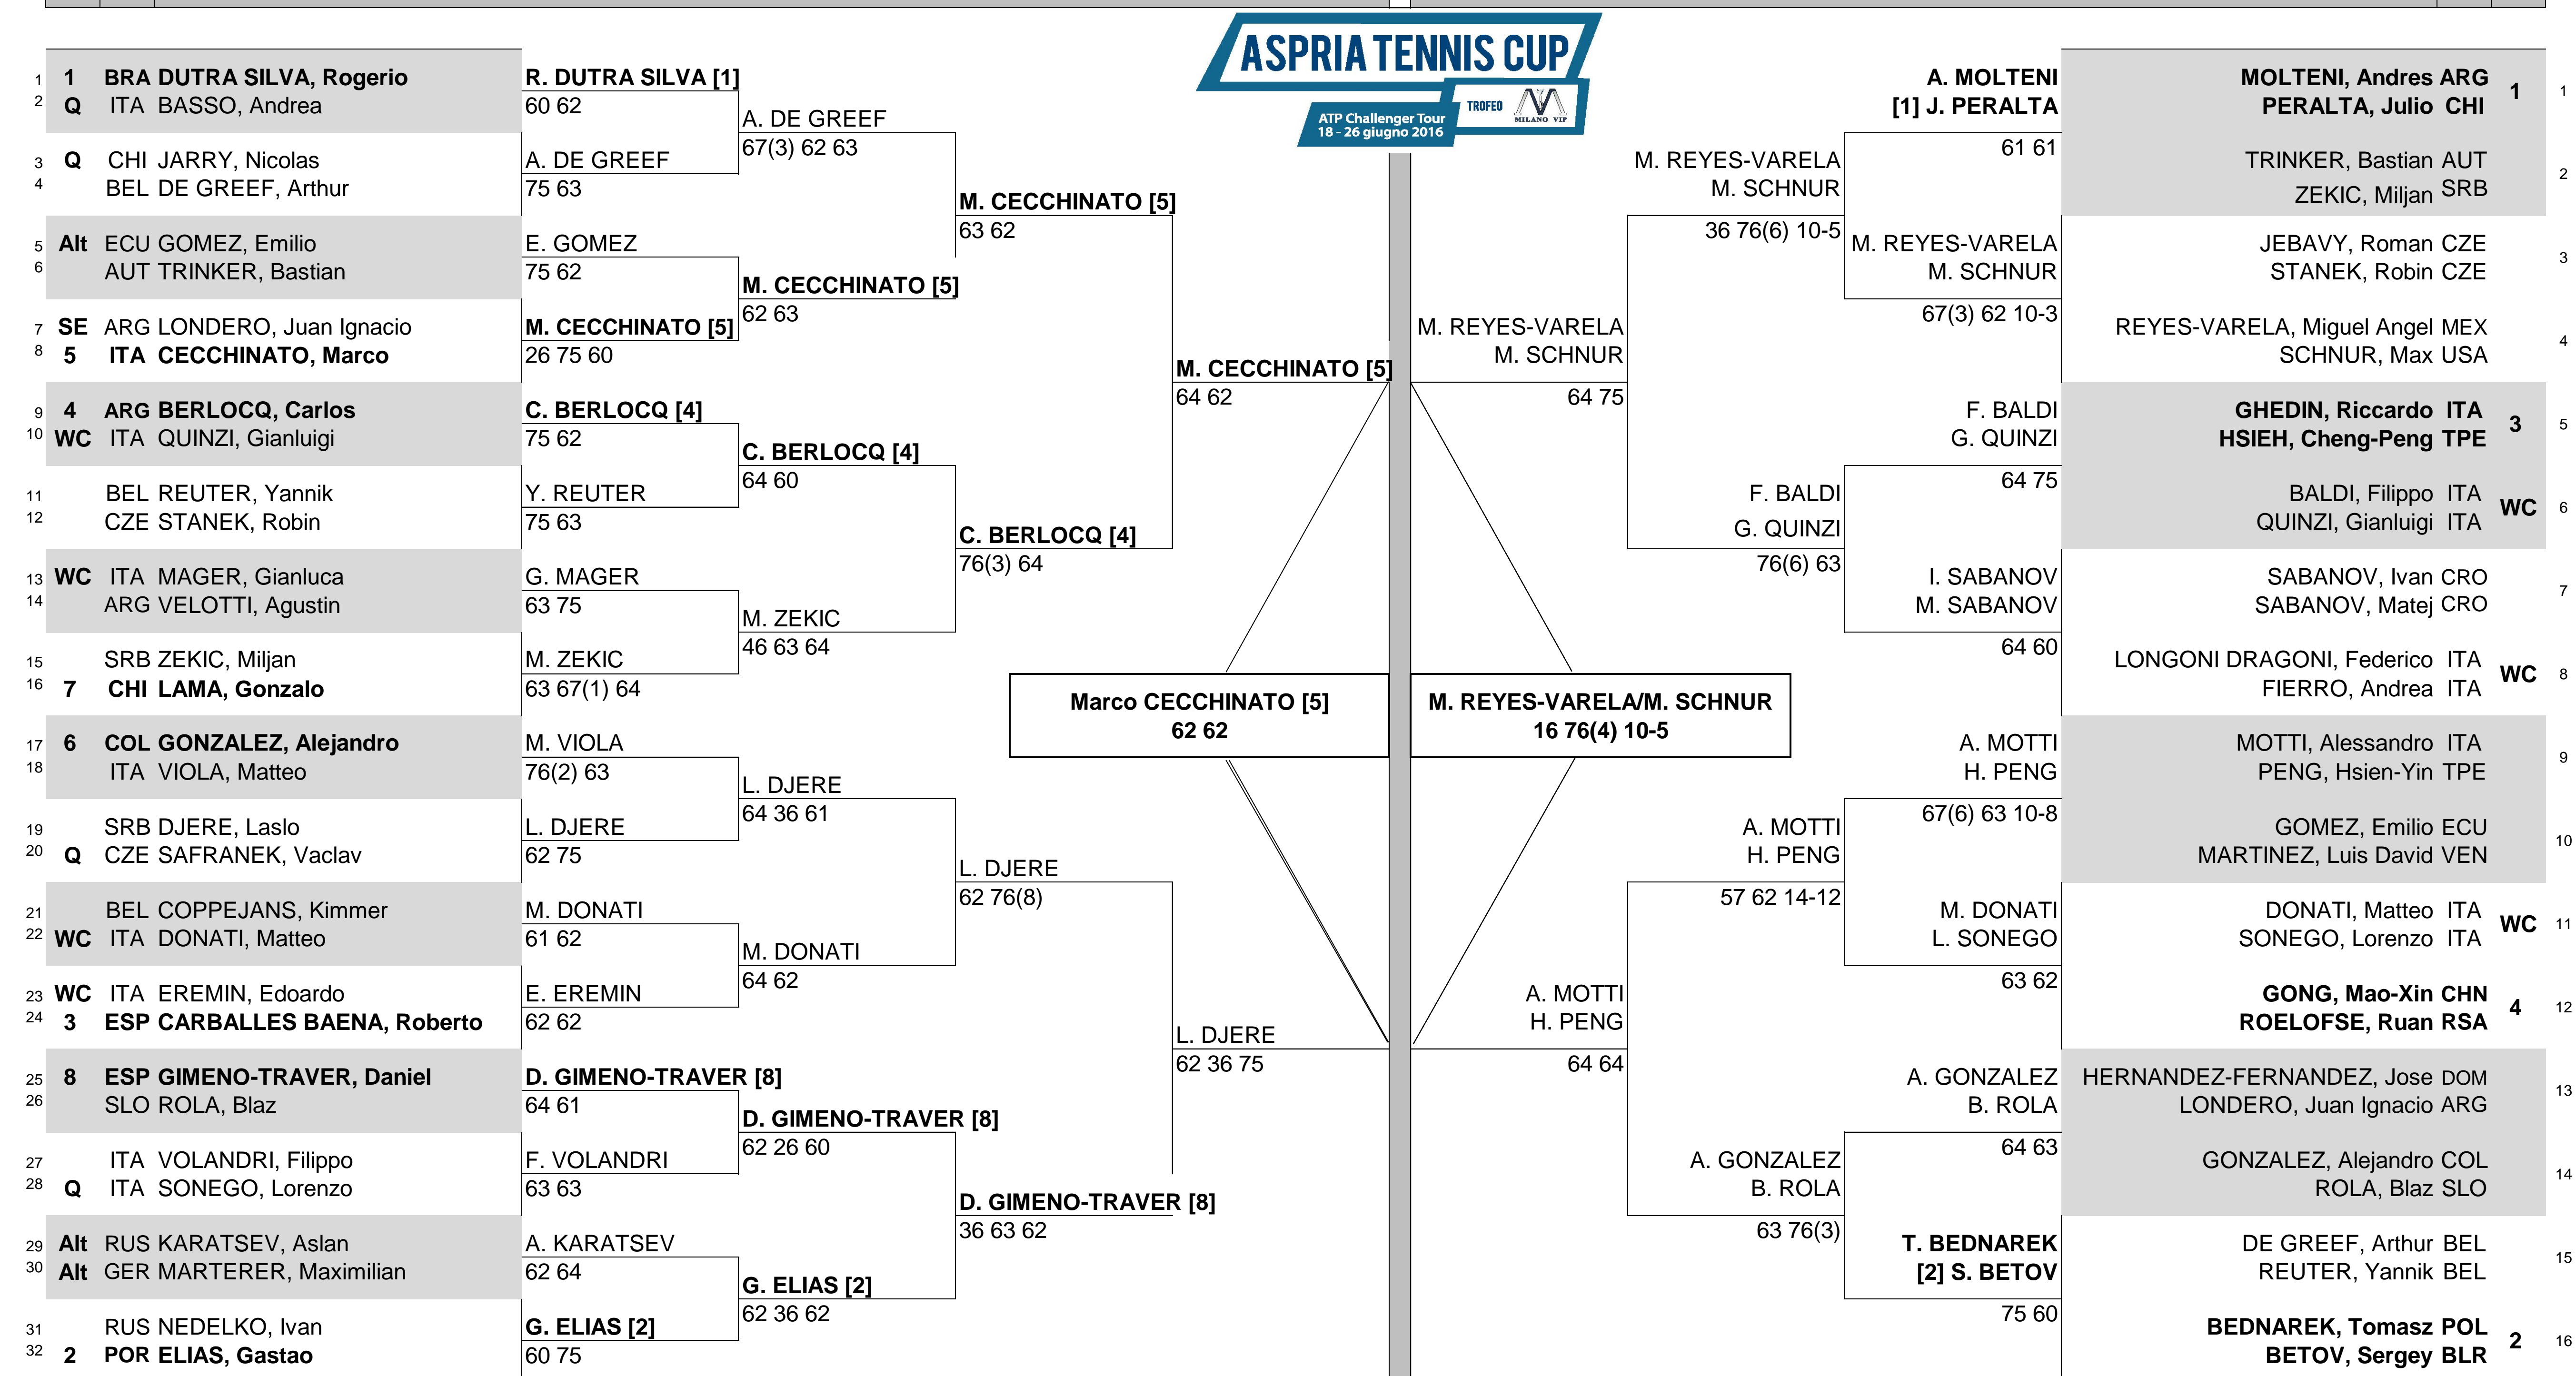 ASPRIA TENNIS CUP
TROFEO
MILANO VIP
ATP Challenger Tour
18 - 26 giugno 2016
1 1 BRA DUTRA SILVA, Rogerio
2 Q ITA BASSO, Andrea
3 Q CHI JARRY, Nicolas
4 BEL DE GREEF, Arthur
5 Alt ECU GOMEZ, Emilio
6 AUT TRINKER, Bastian
7 SE ARG LONDERO, Juan Ignacio
8 5 ITA CECCHINATO, Marco
9 4 ARG BERLOCQ, Carlos
10 WC ITA QUINZI, Gianluigi
11 BEL REUTER, Yannik
12 CZE STANEK, Robin
13 WC ITA MAGER, Gianluca
14 ARG VELOTTI, Agustin
15 SRB ZEKIC, Miljan
16 7 CHI LAMA, Gonzalo
17 6 COL GONZALEZ, Alejandro
18 ITA VIOLA, Matteo
19 SRB DJERE, Laslo
20 Q CZE SAFRANEK, Vaclav
21 BEL COPPEJANS, Kimmer
22 WC ITA DONATI, Matteo
23 WC ITA EREMIN, Edoardo
24 3 ESP CARBALLES BAENA, Roberto
25 8 ESP GIMENO-TRAVER, Daniel
26 SLO ROLA, Blaz
27 ITA VOLANDRI, Filippo
28 Q ITA SONEGO, Lorenzo
29 Alt RUS KARATSEV, Aslan
30 Alt GER MARTERER, Maximilian
31 RUS NEDELKO, Ivan
32 2 POR ELIAS, Gastao
R. DUTRA SILVA [1]
60 62
A. DE GREEF
75 63
E. GOMEZ
75 62
M. CECCHINATO [5]
26 75 60
C. BERLOCQ [4]
75 62
Y. REUTER
75 63
G. MAGER
63 75
M. ZEKIC
63 67(1) 64
M. VIOLA
76(2) 63
L. DJERE
62 75
M. DONATI
61 62
E. EREMIN
62 62
D. GIMENO-TRAVER [8]
64 61
F. VOLANDRI
63 63
A. KARATSEV
62 64
G. ELIAS [2]
60 75
A. DE GREEF
67(3) 62 63
M. CECCHINATO [5]
62 63
C. BERLOCQ [4]
64 60
M. ZEKIC
46 63 64
L. DJERE
64 36 61
M. DONATI
64 62
D. GIMENO-TRAVER [8]
62 26 60
G. ELIAS [2]
62 36 62
M. CECCHINATO [5]
63 62
C. BERLOCQ [4]
76(3) 64
L. DJERE
62 76(8)
D. GIMENO-TRAVER [8]
36 63 62
M. CECCHINATO [5]
64 62
L. DJERE
62 36 75
Marco CECCHINATO [5]
62 62
M. REYES-VARELA/M. SCHNUR
16 76(4) 10-5
M. REYES-VARELA
M. SCHNUR
64 75
A. MOTTI
H. PENG
64 64
M. REYES-VARELA
M. SCHNUR
36 76(6) 10-5
F. BALDI
G. QUINZI
76(6) 63
A. MOTTI
H. PENG
57 62 14-12
A. GONZALEZ
B. ROLA
63 76(3)
A. MOLTENI
[1] J. PERALTA
61 61
M. REYES-VARELA
M. SCHNUR
67(3) 62 10-3
F. BALDI
G. QUINZI
64 75
I. SABANOV
M. SABANOV
64 60
A. MOTTI
H. PENG
67(6) 63 10-8
M. DONATI
L. SONEGO
63 62
A. GONZALEZ
B. ROLA
64 63
T. BEDNAREK
[2] S. BETOV
75 60
MOLTENI, Andres ARG
PERALTA, Julio CHI
1 1
TRINKER, Bastian AUT
ZEKIC, Miljan SRB
2
JEBAVY, Roman CZE
STANEK, Robin CZE
3
REYES-VARELA, Miguel Angel MEX
SCHNUR, Max USA
4
GHEDIN, Riccardo ITA
HSIEH, Cheng-Peng TPE
3 5
BALDI, Filippo ITA
QUINZI, Gianluigi ITA
WC 6
SABANOV, Ivan CRO
SABANOV, Matej CRO
7
LONGONI DRAGONI, Federico ITA
FIERRO, Andrea ITA
WC 8
MOTTI, Alessandro ITA
PENG, Hsien-Yin TPE
9
GOMEZ, Emilio ECU
MARTINEZ, Luis David VEN
10
DONATI, Matteo ITA
SONEGO, Lorenzo ITA
WC 11
GONG, Mao-Xin CHN
ROELOFSE, Ruan RSA
4 12
HERNANDEZ-FERNANDEZ, Jose DOM
LONDERO, Juan Ignacio ARG
13
GONZALEZ, Alejandro COL
ROLA, Blaz SLO
14
DE GREEF, Arthur BEL
REUTER, Yannik BEL
15
BEDNAREK, Tomasz POL
BETOV, Sergey BLR
2 16